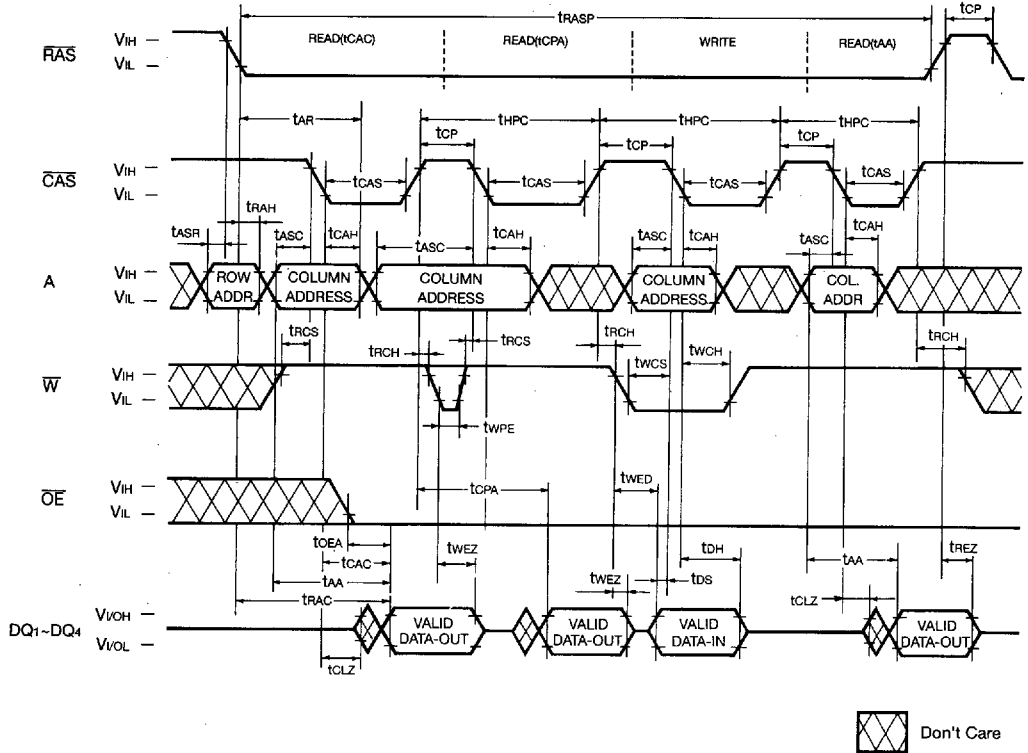 tRASP
tCP
READ(tCAC) READ(tCPA) WRITE READ(tAA)
RAS VIH
VIL
tAR tHPC tHPC tHPC
tCP tCP tCP
CAS VIH
VIL
tCAS tCAS tCAS tCAS
tRAH
tASR tASC tCAH tASC tCAH tASC tCAH tASC tCAH
A VIH
VIL
ROW ADDR
COLUMN ADDRESS
COLUMN ADDRESS
COLUMN ADDRESS
COL. ADDR
tRCS tRCH tRCS tRCH tWCS tWCH tRCH
W VIH
VIL
tWPE
OE VIH
VIL
tCPA tWED
tOEA tWEZ tDH tREZ
tCAC tAA
tAA tWEZ tDS
tRAC tCLZ
DQ1~DQ4 VI/OH
VI/OL
VALID DATA-OUT
VALID DATA-OUT
VALID DATA-IN
VALID DATA-OUT
tCLZ
Don't Care